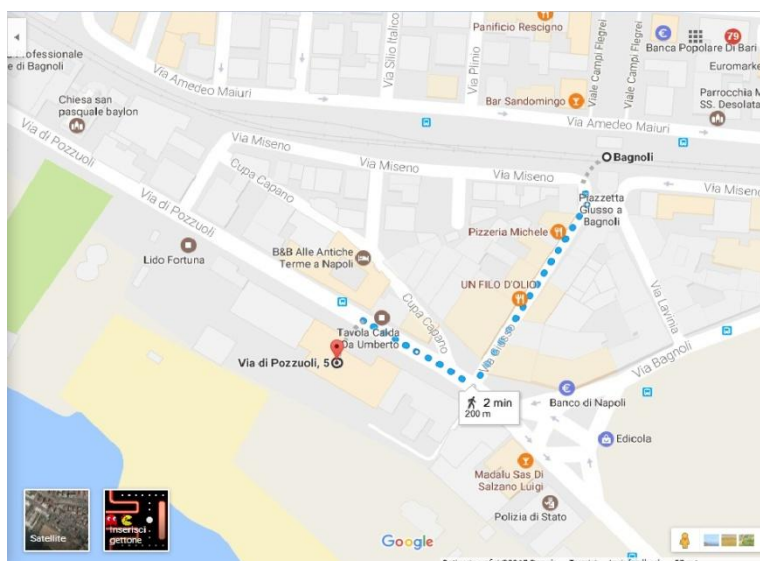 Panificio Rescigno
Banca Popolare Di Bari
79
Professionale
e di Bagnoli
Via Silio Italico
Via Plinio
Viale Campi Flegrei
Viale Campi Flegrei
Euromarke
Via Amedeo Maiuri
Bar Sandomingo
Parrocchia M
SS. Desolata
Chiesa san
pasquale baylon
Via Amedeo Maiuri
Via di Pozzuoli
Via Miseno
Via Miseno
Bagnoli
Via Miseno
Cupa Capano
Piazzetta
Giusso a
Bagnoli
Via di Pozzuoli
Pizzeria Michele
Lido Fortuna
B&B Alle Antiche
Terme a Napoli
UN FILO D'OLIO
Cupa Capano
Via Lavinia
Tavola Calda
Da Umberto
Via di Pozzuoli, 5
Via Bagnoli
2 min
200 m
Banco di Napoli
Edicola
Madalu Sas Di
Salzano Luigi
Polizia di Stato
Satellite
Inserisci
gettone
Google